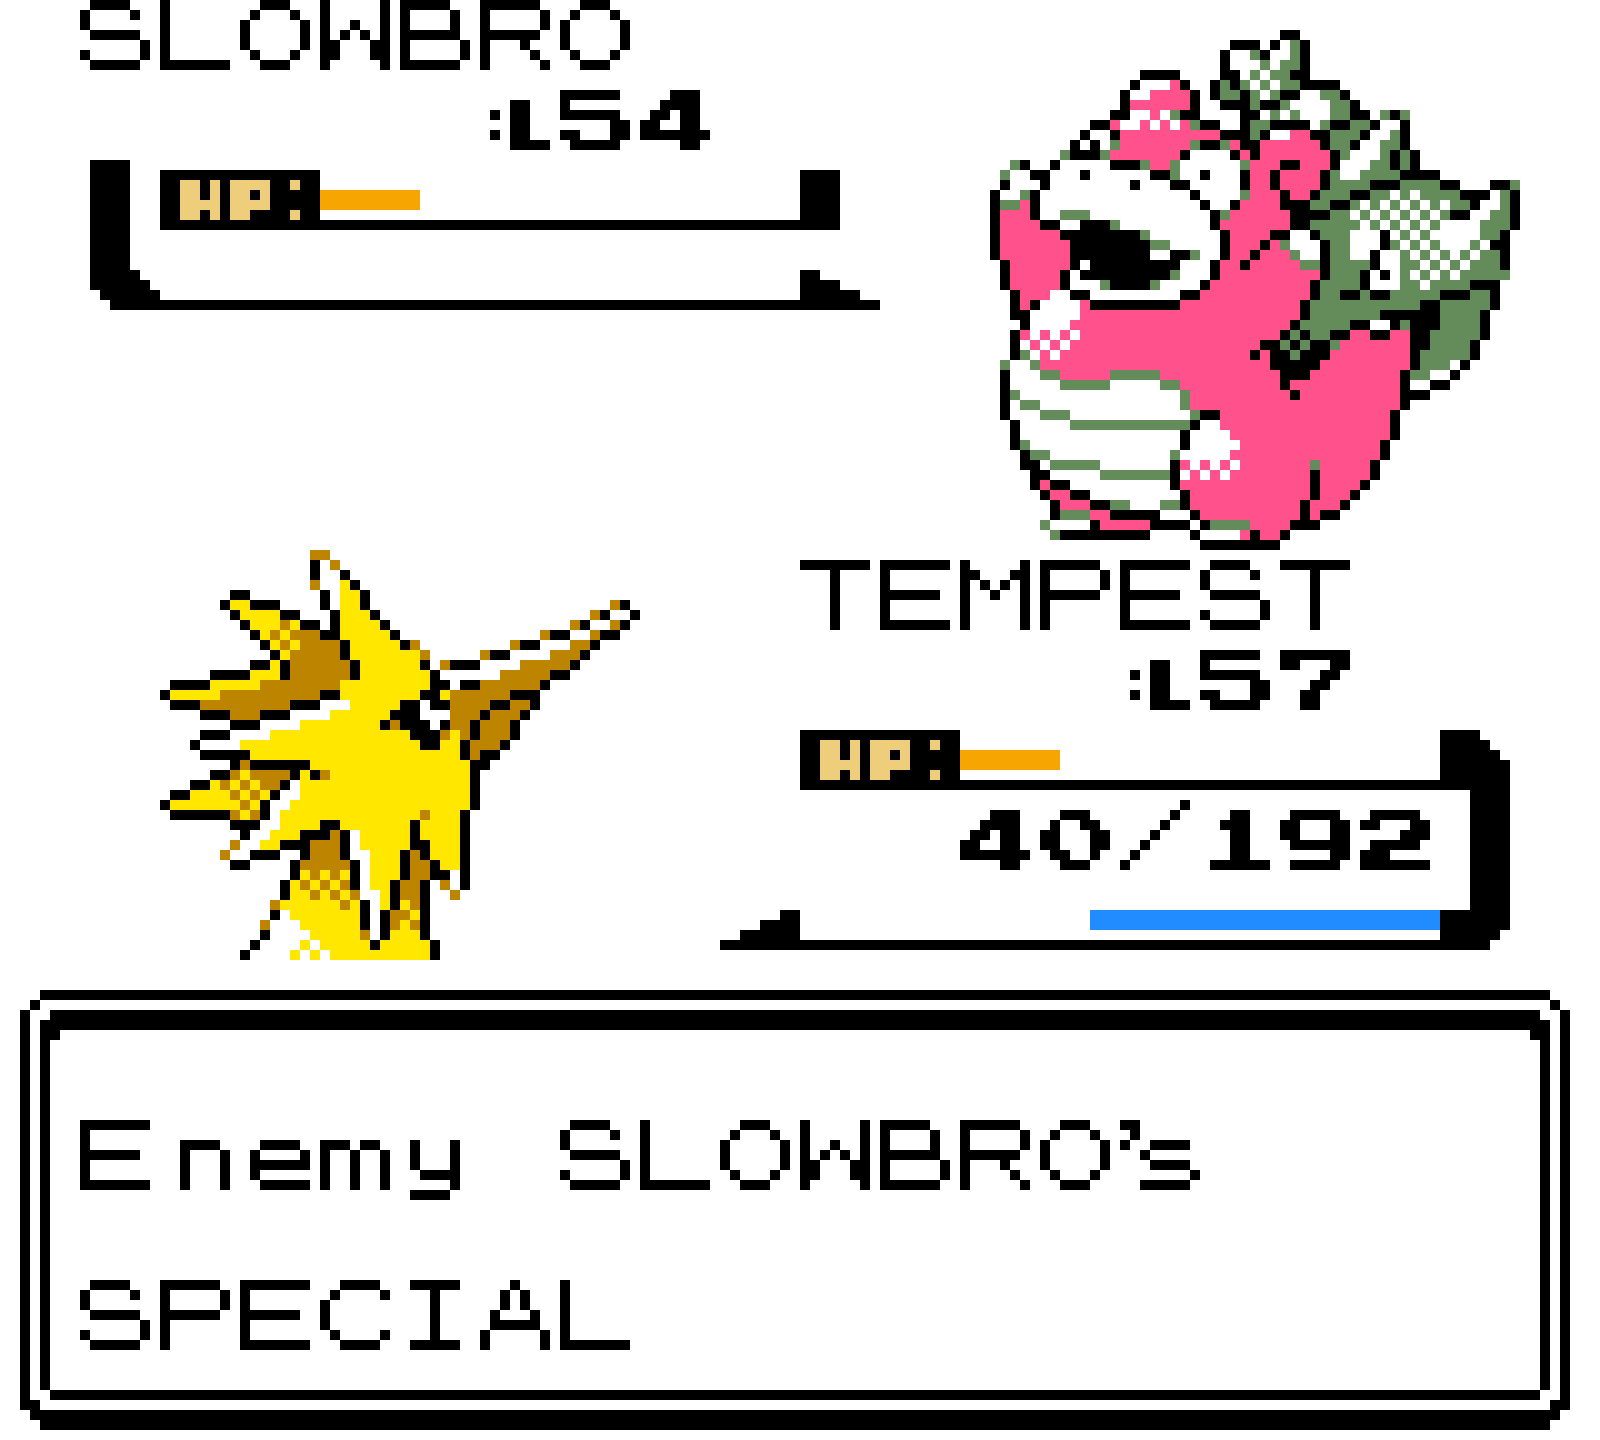 SLOWBRO
:L54
HP:
TEMPEST
:L57
HP:
40/192
Enemy SLOWBRO's
SPECIAL